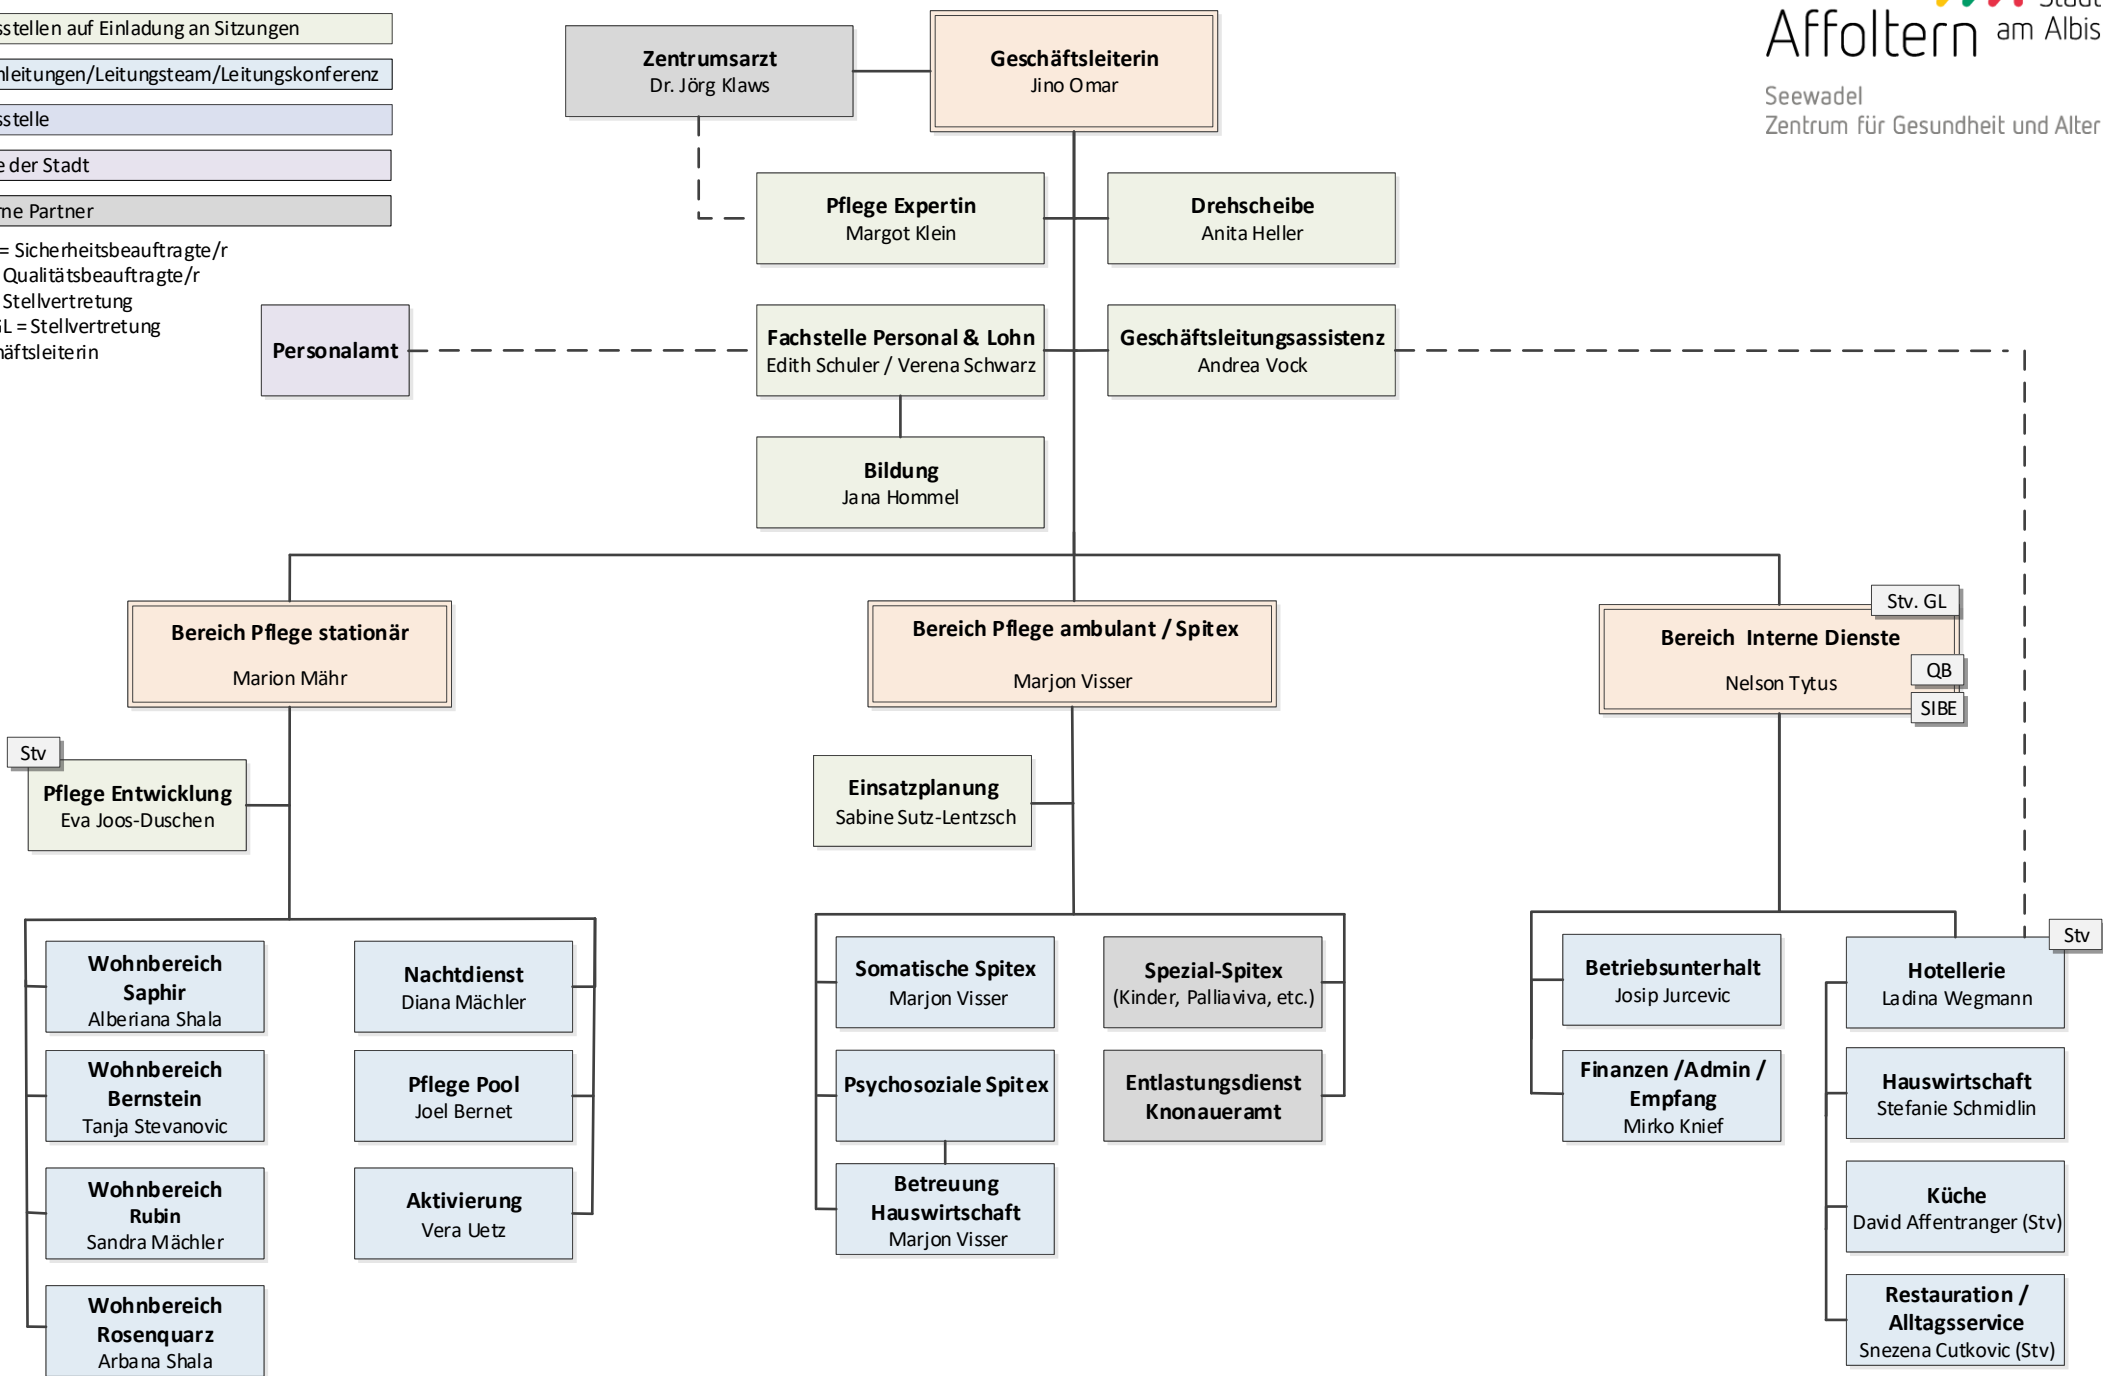 sstellen auf Einladung an Sitzungen
nleitungen/Leitungsteam/Leitungskonferenz
sstelle
e der Stadt
rne Partner
= Sicherheitsbeauftragte/r
Qualitätsbeauftragte/r
Stellvertretung
GL = Stellvertretung
häftsleiterin
Affoltern am Albis
Seewadel
Zentrum für Gesundheit und Alter
Zentrumsarzt
Dr. Jörg Klaws
Geschäftsleiterin
Jino Omar
Pflege Expertin
Margot Klein
Drehscheibe
Anita Heller
Personalamt
Fachstelle Personal & Lohn
Edith Schuler / Verena Schwarz
Geschäftsleitungsassistenz
Andrea Vock
Bildung
Jana Hommel
Bereich Pflege stationär
Marion Mähr
Bereich Pflege ambulant / Spitex
Marjon Visser
Stv. GL
Bereich Interne Dienste
Nelson Tytus
QB
SIBE
Stv
Pflege Entwicklung
Eva Joos-Duschen
Einsatzplanung
Sabine Sutz-Lentzsch
Wohnbereich
Saphir
Alberiana Shala
Wohnbereich
Bernstein
Tanja Stevanovic
Wohnbereich
Rubin
Sandra Mächler
Wohnbereich
Rosenquarz
Arbana Shala
Nachtdienst
Diana Mächler
Pflege Pool
Joel Bernet
Aktivierung
Vera Uetz
Somatische Spitex
Marjon Visser
Psychosoziale Spitex
Betreuung
Hauswirtschaft
Marjon Visser
Spezial-Spitex
(Kinder, Palliaviva, etc.)
Entlastungsdienst
Knonaueramt
Betriebsunterhalt
Josip Jurcevic
Finanzen /Admin /
Empfang
Mirko Knief
Stv
Hotellerie
Ladina Wegmann
Hauswirtschaft
Stefanie Schmidlin
Küche
David Affentranger (Stv)
Restauration /
Alltagsservice
Snezena Cutkovic (Stv)